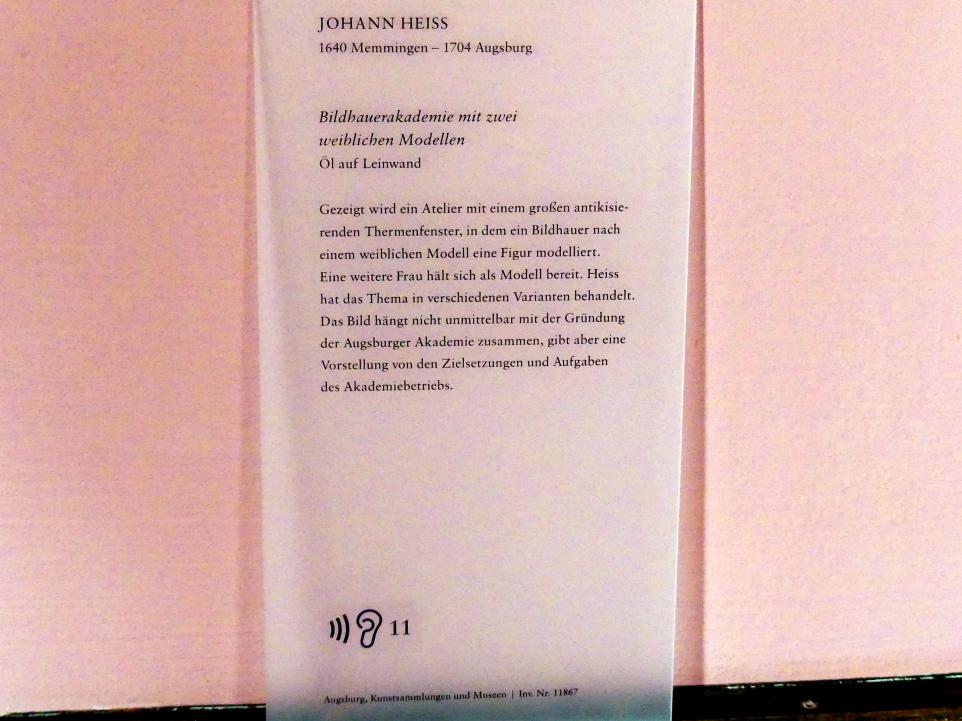 JOHANN HEISS
1640 Memmingen – 1704 Augsburg
Bildhauerakademie mit zwei
weiblichen Modellen
Öl auf Leinwand
Gezeigt wird ein Atelier mit einem großen antikisie-
renden Thermenfenster, in dem ein Bildhauer nach
einem weiblichen Modell eine Figur modelliert.
Eine weitere Frau hält sich als Modell bereit. Heiss
hat das Thema in verschiedenen Varianten behandelt.
Das Bild hängt nicht unmittelbar mit der Gründung
der Augsburger Akademie zusammen, gibt aber eine
Vorstellung von den Zielsetzungen und Aufgaben
des Akademiebetriebs.
11
Augsburg, Kunstsammlungen und Museen | Inv. Nr. 11867